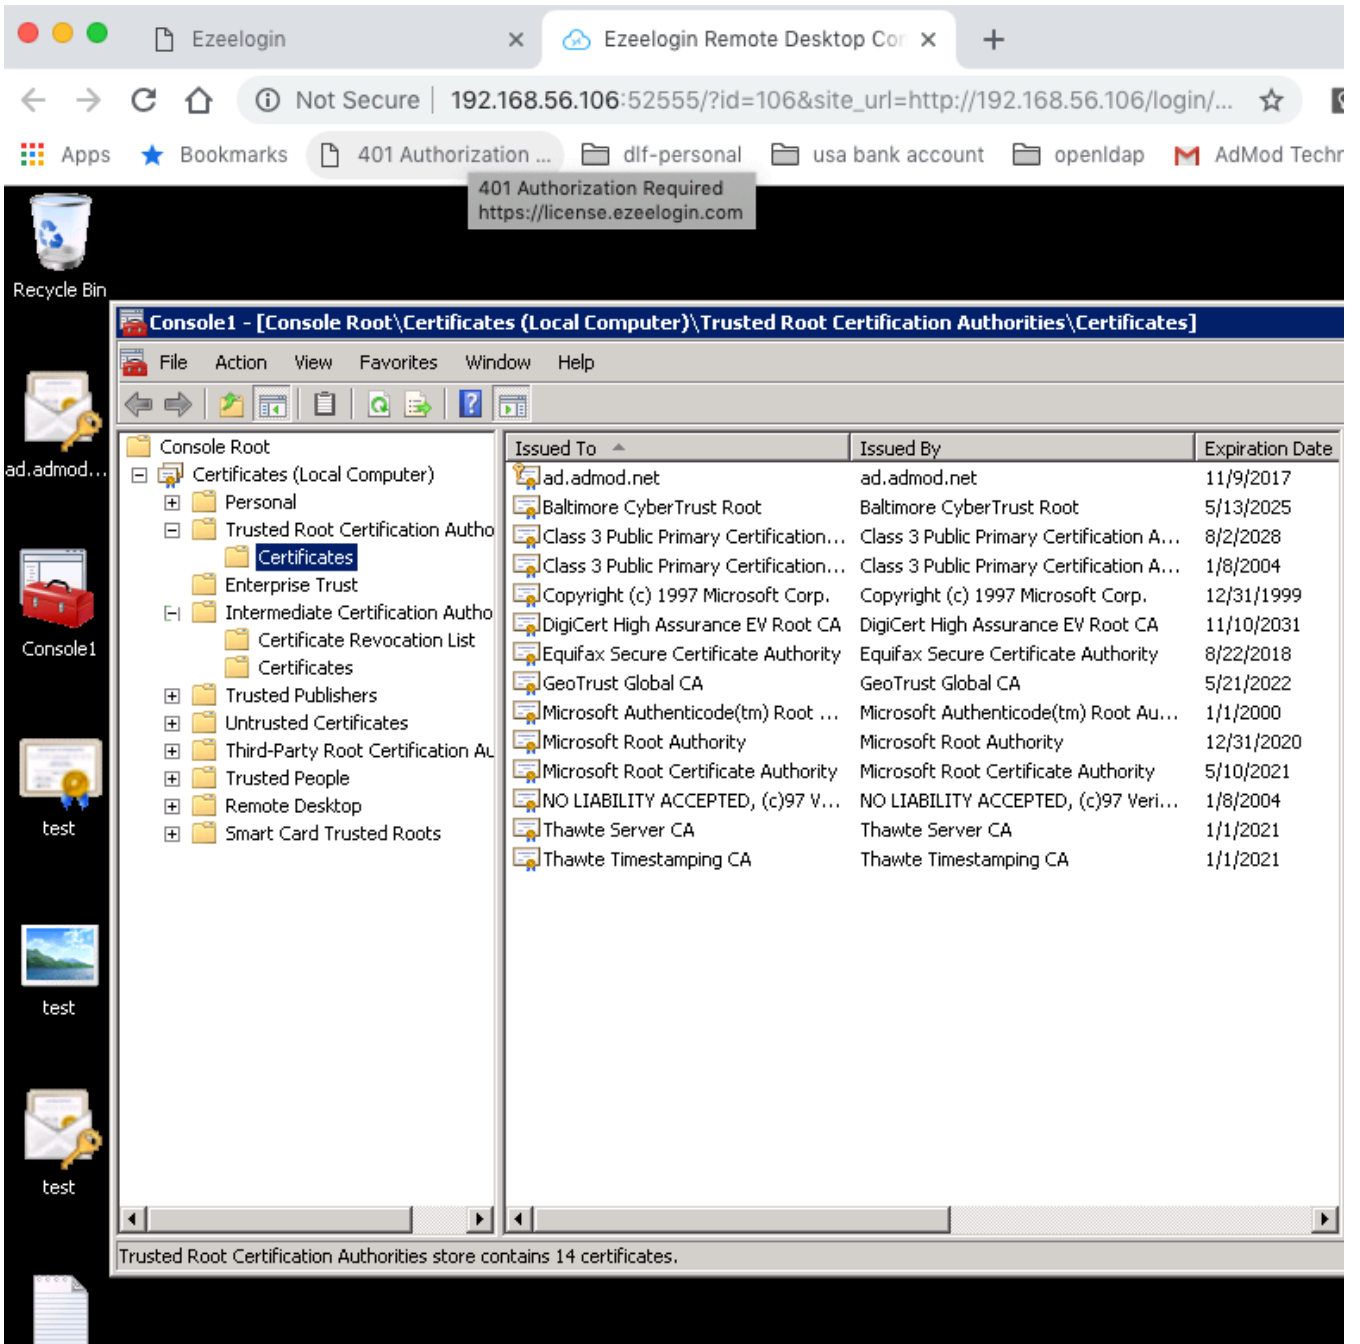 Ezeelogin
Ezeelogin Remote Desktop Cor
Not Secure | 192.168.56.106:52555/?id=106&site_url=http://192.168.56.106/login/...
Apps Bookmarks 401 Authorization ... dlf-personal usa bank account openldap AdMod Techr
401 Authorization Required
https://license.ezeelogin.com
Recycle Bin
Console1 - [Console Root\Certificates (Local Computer)\Trusted Root Certification Authorities\Certificates]
File Action View Favorites Window Help
ad.admod...
Console1
test
test
test
Console Root
Certificates (Local Computer)
Personal
Trusted Root Certification Autho
Certificates
Enterprise Trust
Intermediate Certification Autho
Certificate Revocation List
Certificates
Trusted Publishers
Untrusted Certificates
Third-Party Root Certification Au
Trusted People
Remote Desktop
Smart Card Trusted Roots
Issued To Issued By Expiration Date
ad.admod.net ad.admod.net 11/9/2017
Baltimore CyberTrust Root Baltimore CyberTrust Root 5/13/2025
Class 3 Public Primary Certification... Class 3 Public Primary Certification A... 8/2/2028
Class 3 Public Primary Certification... Class 3 Public Primary Certification A... 1/8/2004
Copyright (c) 1997 Microsoft Corp. Copyright (c) 1997 Microsoft Corp. 12/31/1999
DigiCert High Assurance EV Root CA DigiCert High Assurance EV Root CA 11/10/2031
Equifax Secure Certificate Authority Equifax Secure Certificate Authority 8/22/2018
GeoTrust Global CA GeoTrust Global CA 5/21/2022
Microsoft Authenticode(tm) Root ... Microsoft Authenticode(tm) Root Au... 1/1/2000
Microsoft Root Authority Microsoft Root Authority 12/31/2020
Microsoft Root Certificate Authority Microsoft Root Certificate Authority 5/10/2021
NO LIABILITY ACCEPTED, (c)97 V... NO LIABILITY ACCEPTED, (c)97 Veri... 1/8/2004
Thawte Server CA Thawte Server CA 1/1/2021
Thawte Timestamping CA Thawte Timestamping CA 1/1/2021
Trusted Root Certification Authorities store contains 14 certificates.